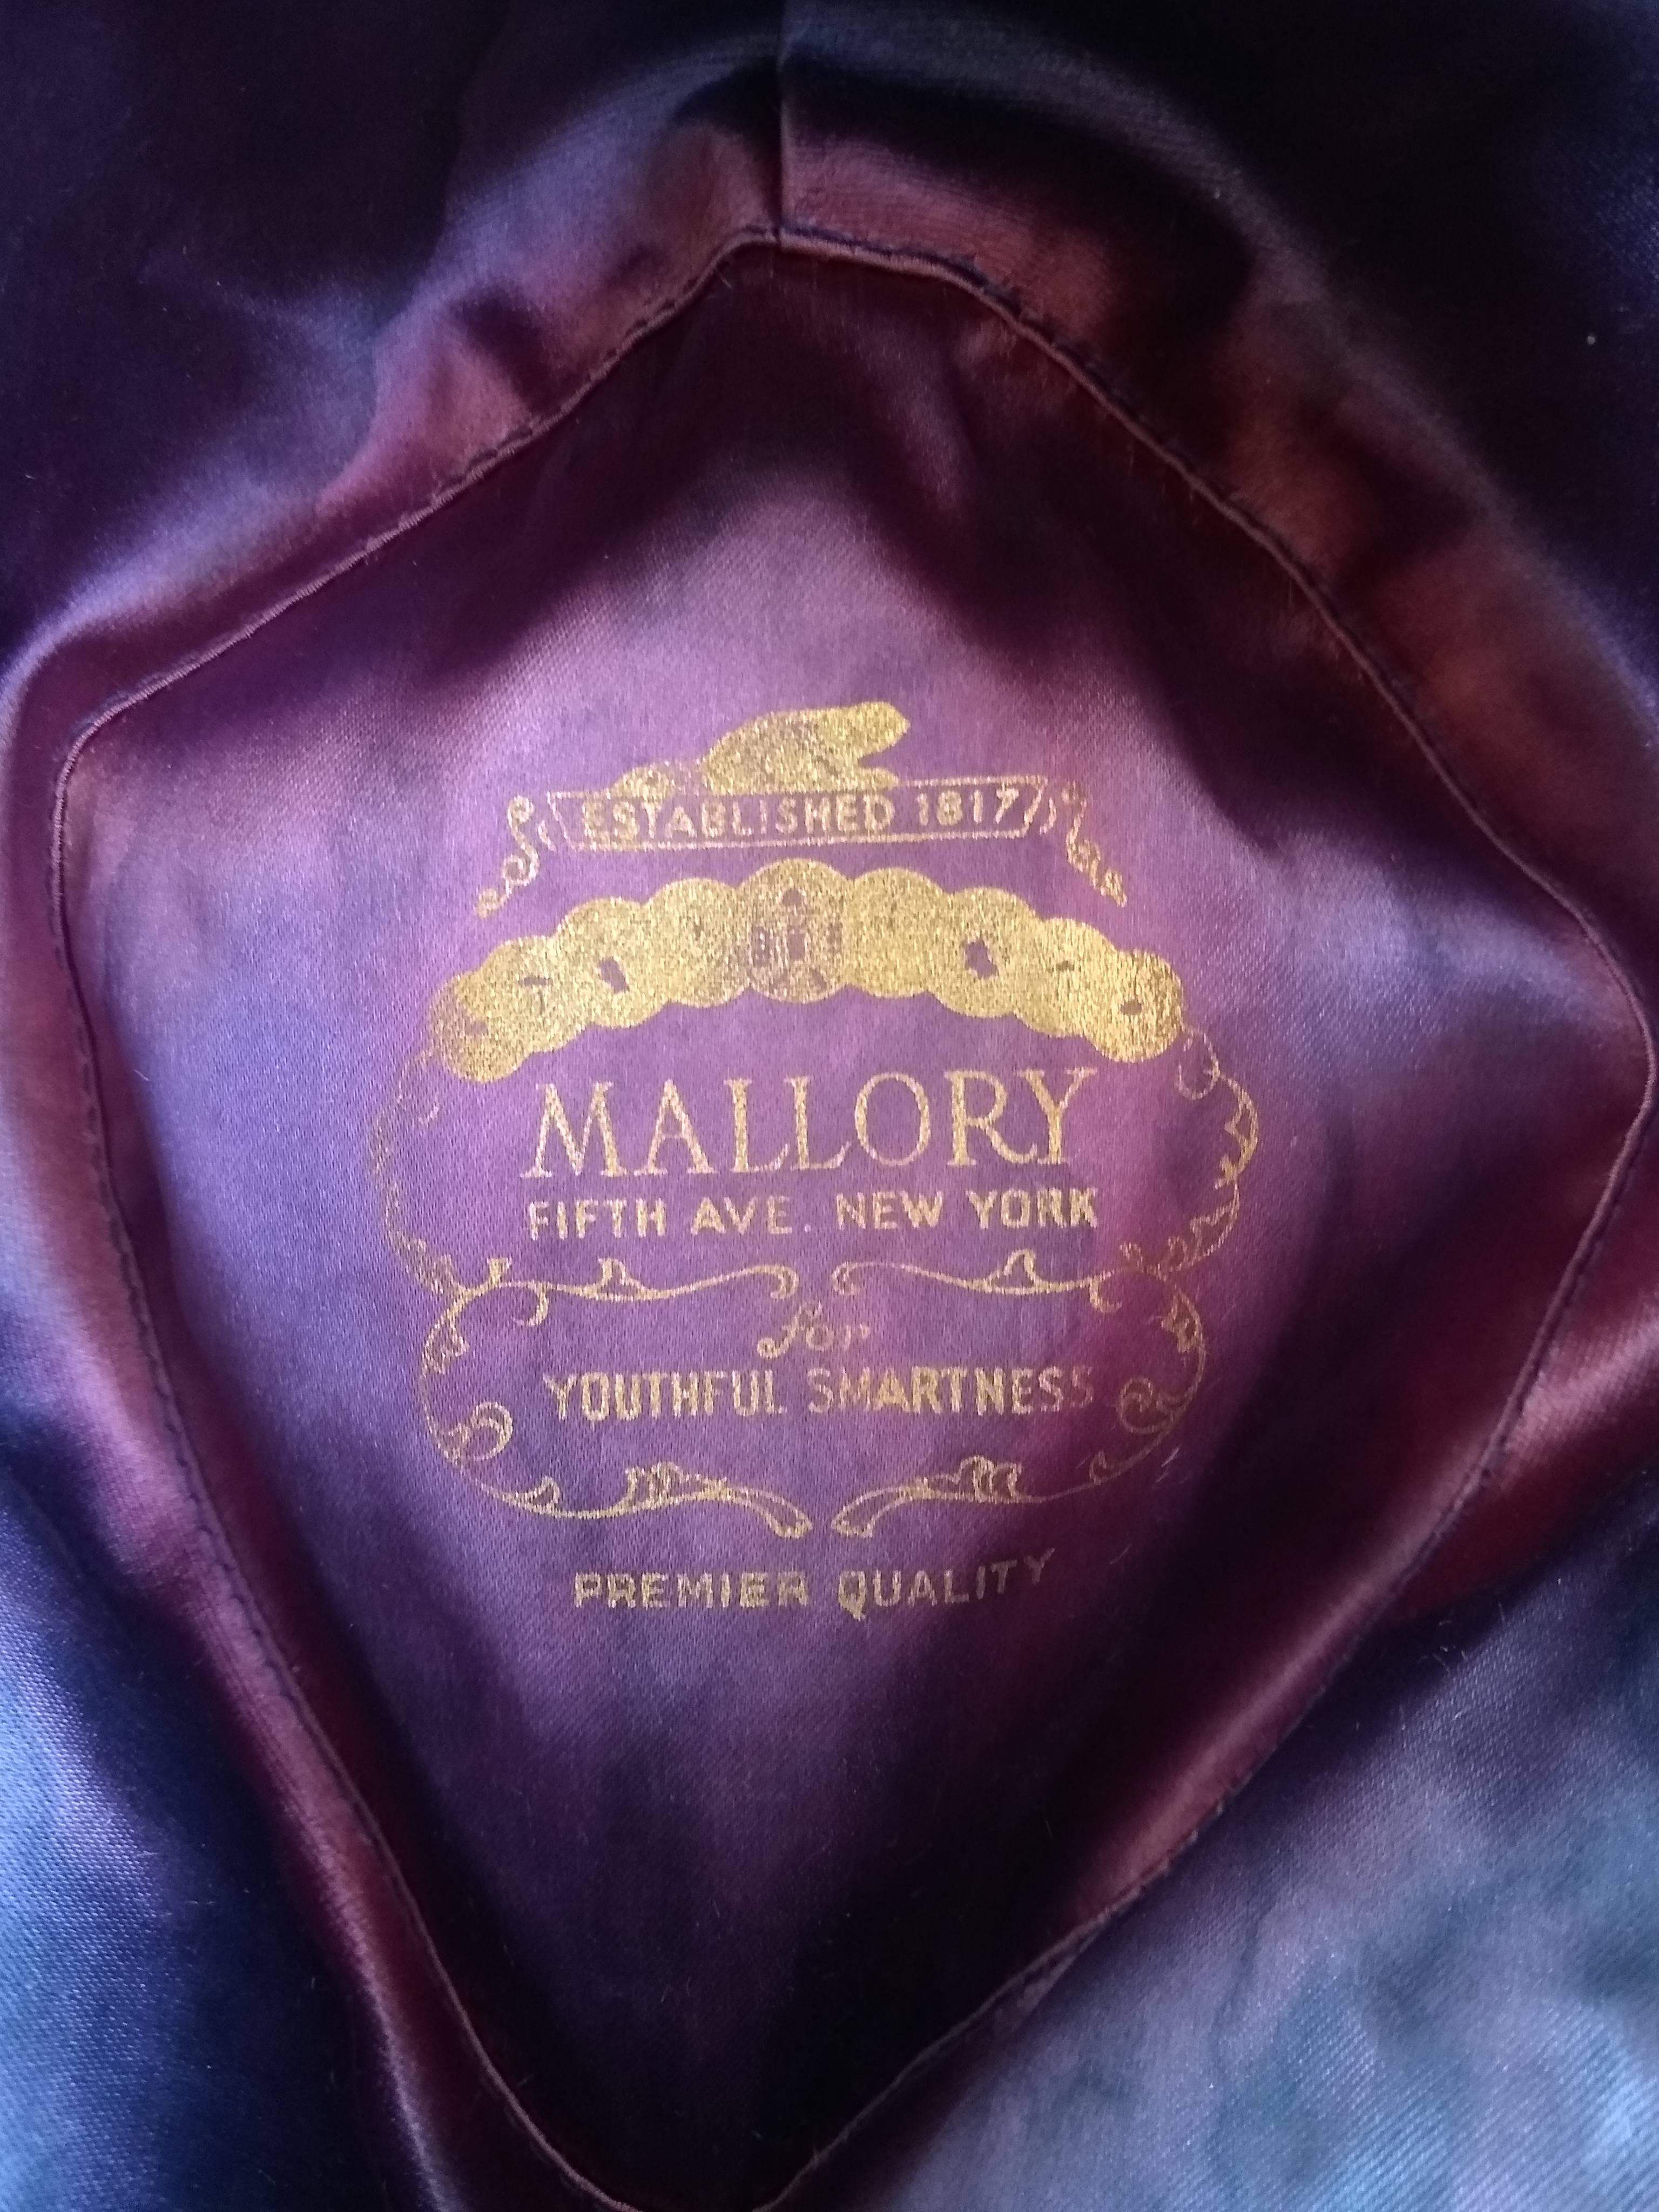 ESTABLISHED 1817
MALLORY
FIFTH AVE. NEW YORK
for
YOUTHFUL SMARTNESS
PREMIER QUALITY